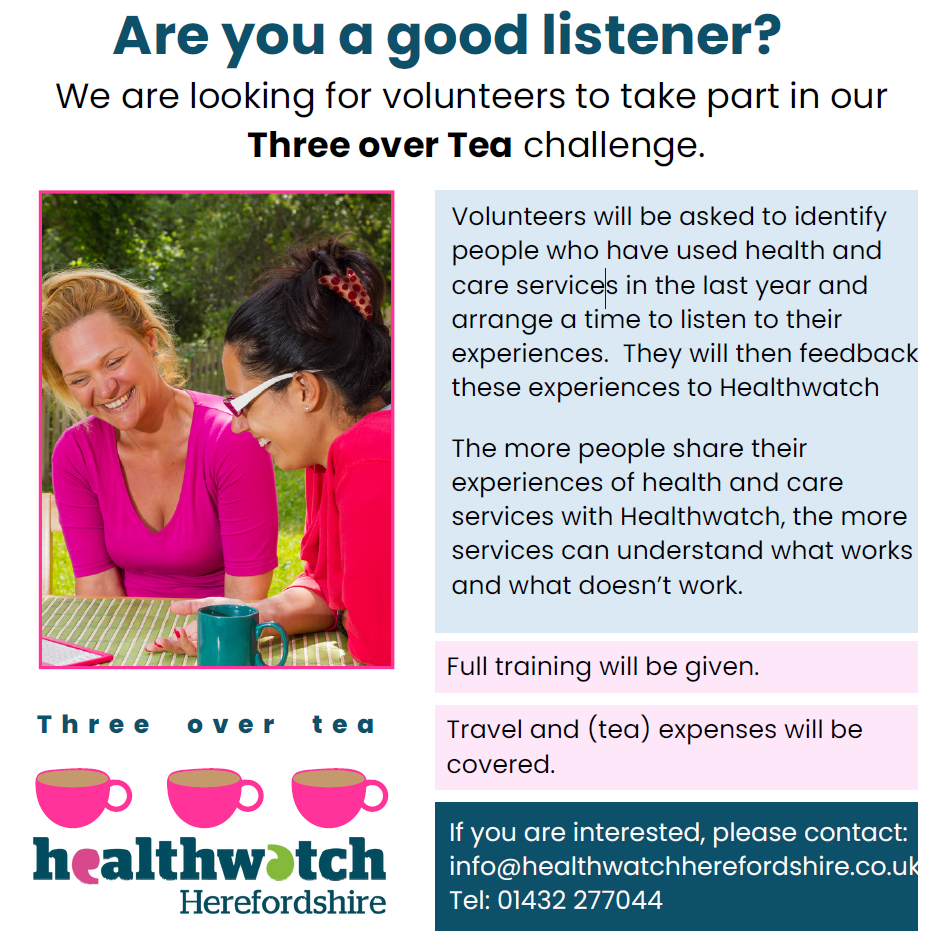 Are you a good listener?
We are looking for volunteers to take part in our
Three over Tea challenge.
Volunteers will be asked to identify
people who have used health and
care services in the last year and
arrange a time to listen to their
experiences.  They will then feedback
these experiences to Healthwatch
The more people share their
experiences of health and care
services with Healthwatch, the more
services can understand what works
and what doesn’t work.
Full training will be given.
Travel and (tea) expenses will be
covered.
If you are interested, please contact:
info@healthwatchherefordshire.co.uk
Tel: 01432 277044
Three over tea
healthwatch
Herefordshire